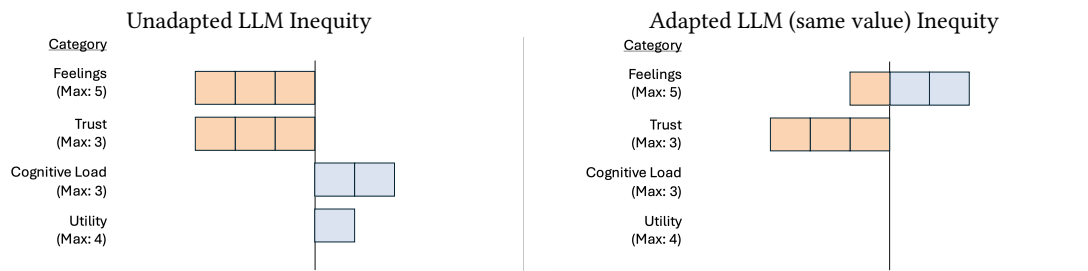 Unadapted LLM Inequity
Category
Feelings
(Max: 5)
Trust
(Max: 3)
Cognitive Load
(Max: 3)
Utility
(Max: 4)
Adapted LLM (same value) Inequity
Category
Feelings
(Max: 5)
Trust
(Max: 3)
Cognitive Load
(Max: 3)
Utility
(Max: 4)